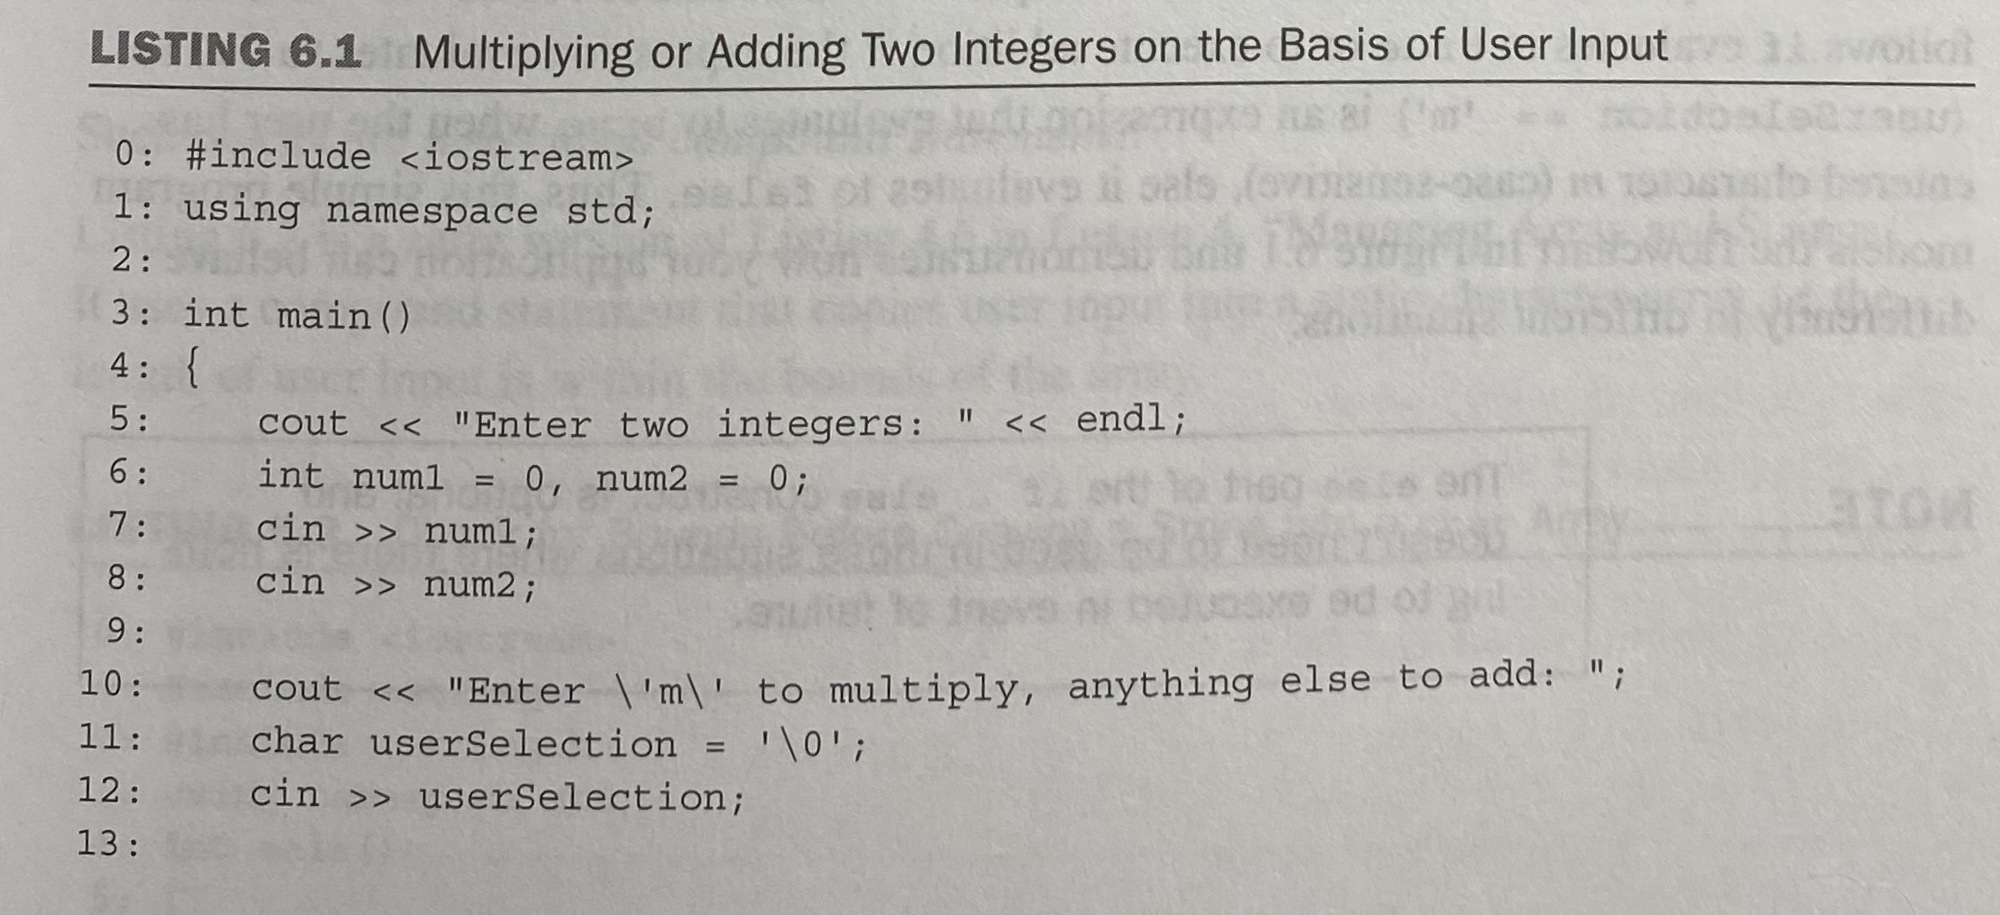 LISTING 6.1 Multiplying or Adding Two Integers on the Basis of User Input
0: #include <iostream>
1: using namespace std;
2:
3: int main()
4: {
5:     cout << "Enter two integers: " << endl;
6:     int num1 = 0, num2 = 0;
7:     cin >> num1;
8:     cin >> num2;
9:
10:     cout << "Enter \'m\' to multiply, anything else to add: ";
11:     char userSelection = '\0';
12:     cin >> userSelection;
13: